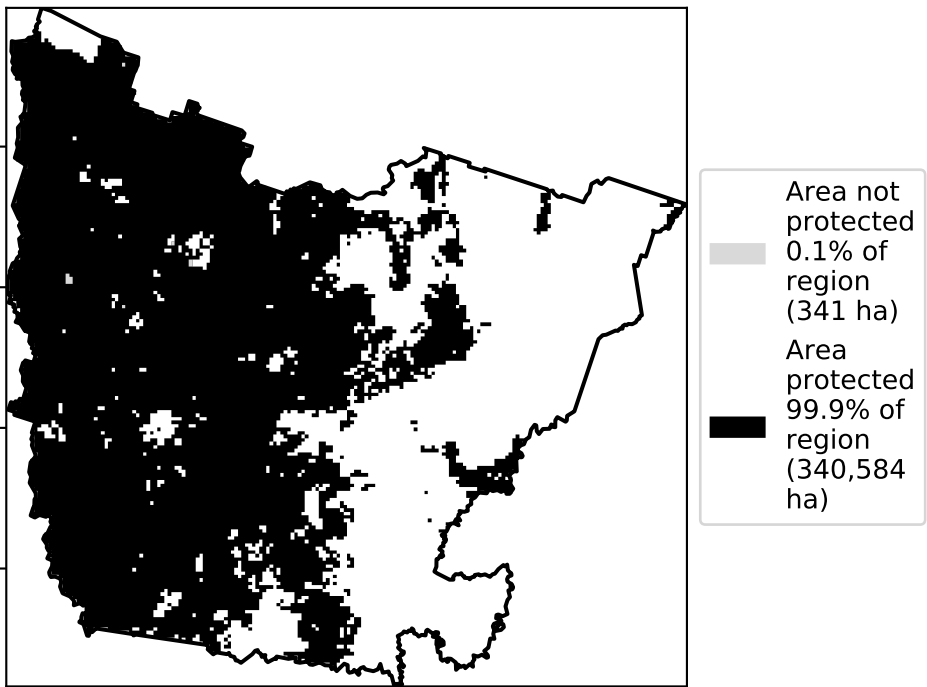 Area not
protected
0.1% of
region
(341 ha)
Area
protected
99.9% of
region
(340,584
ha)